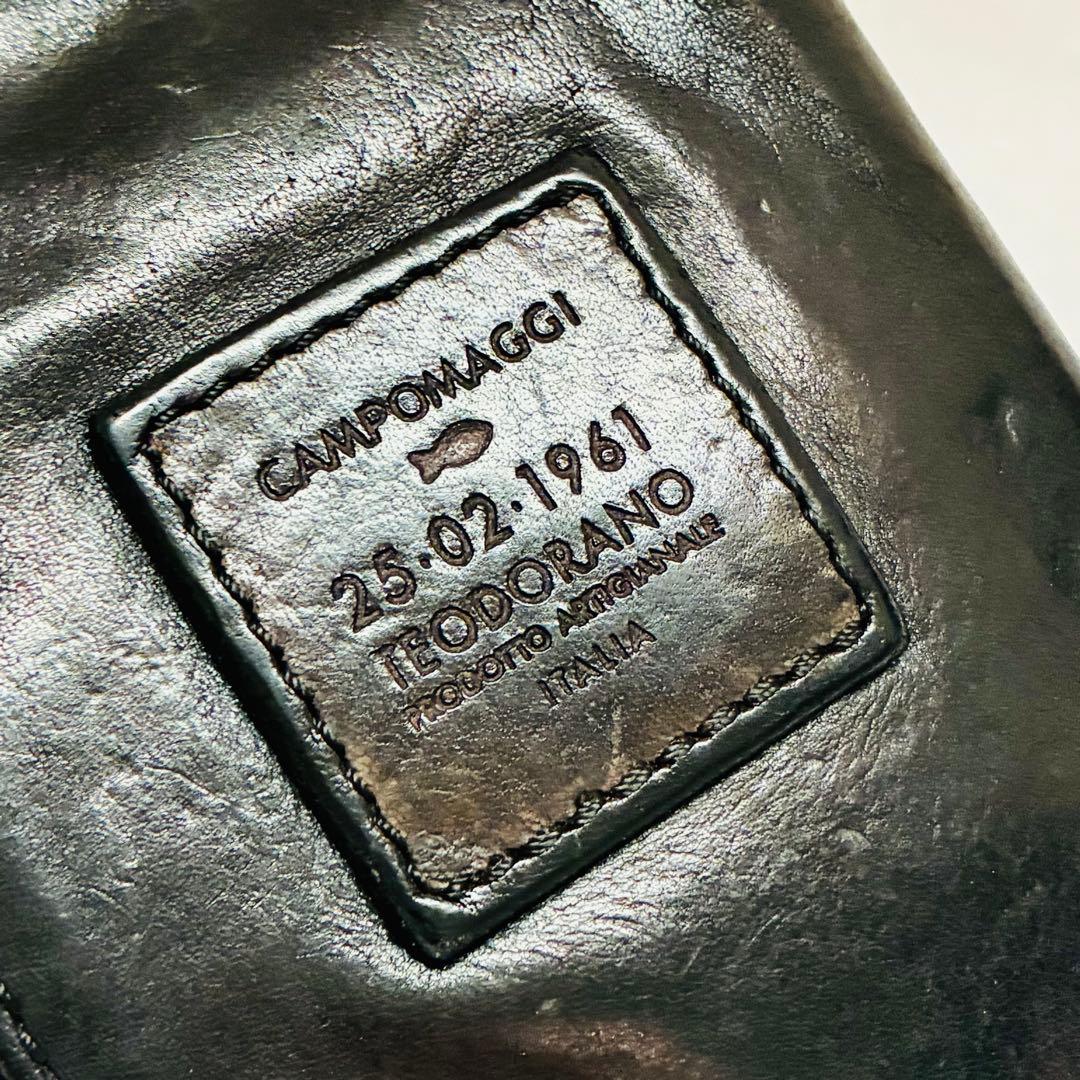 CAMPOMAGGI
25·02·1961
TEODORANO
PRODOTTO ARTIGIANALE
ITALIA